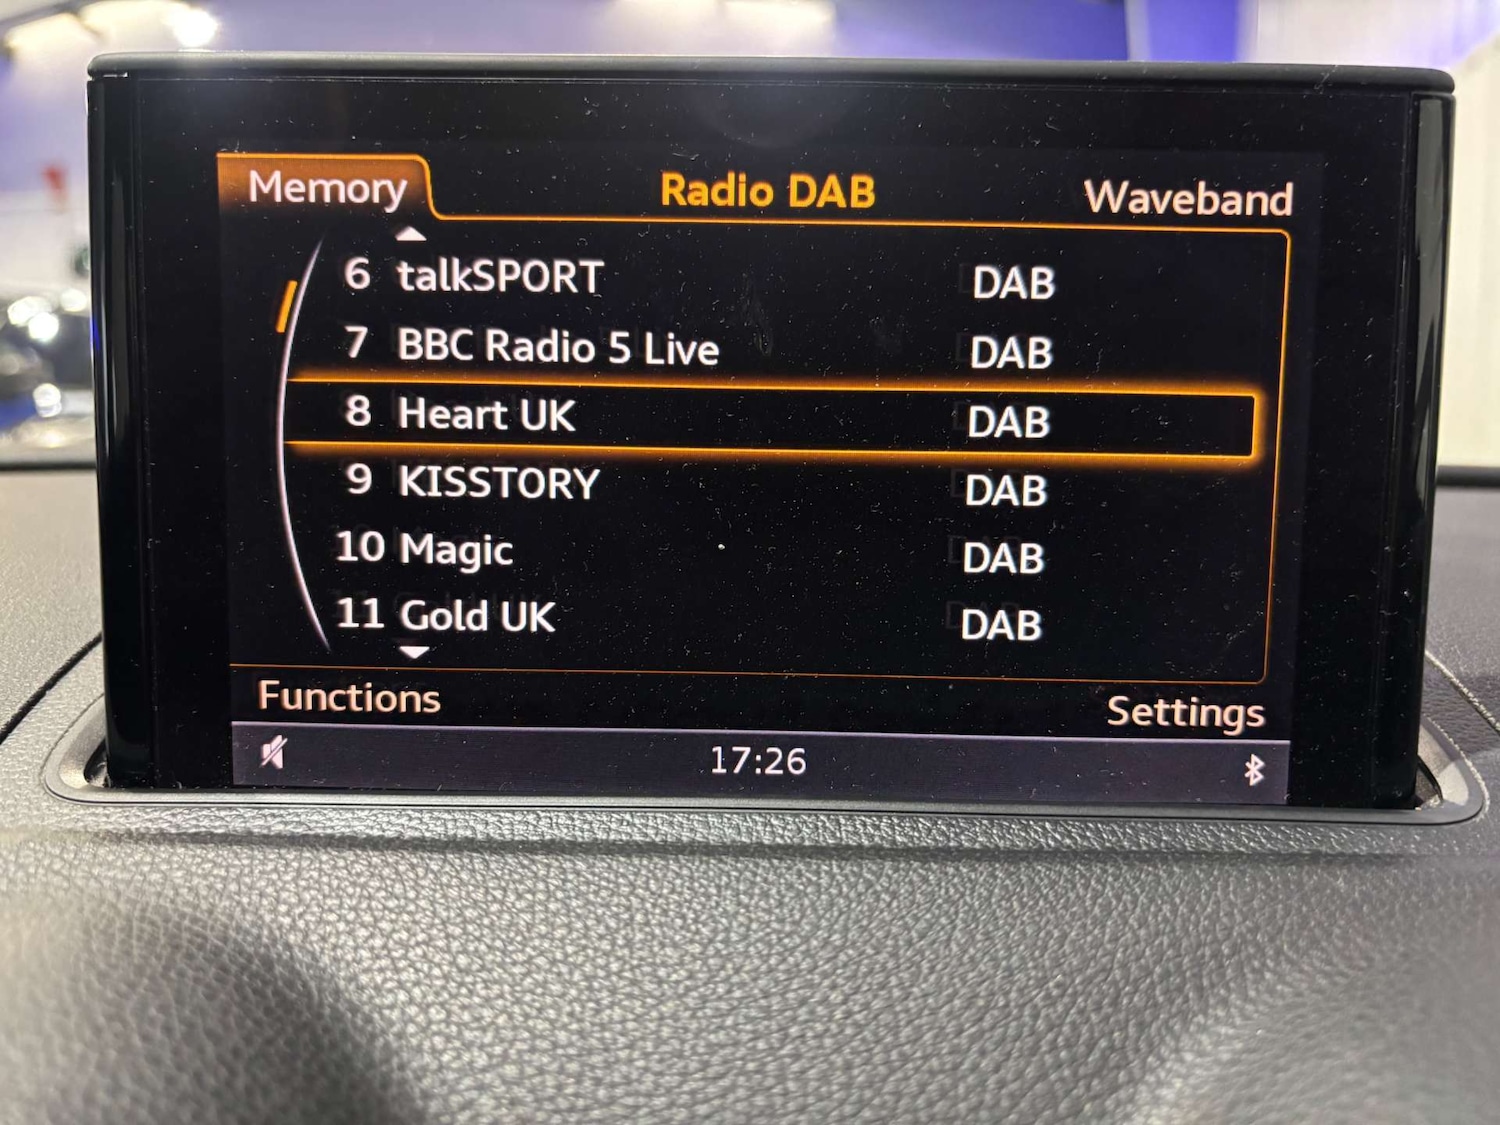 Memory Radio DAB Waveband
6 talkSPORT DAB
7 BBC Radio 5 Live DAB
8 Heart UK DAB
9 KISSTORY DAB
10 Magic DAB
11 Gold UK DAB
Functions Settings
17:26